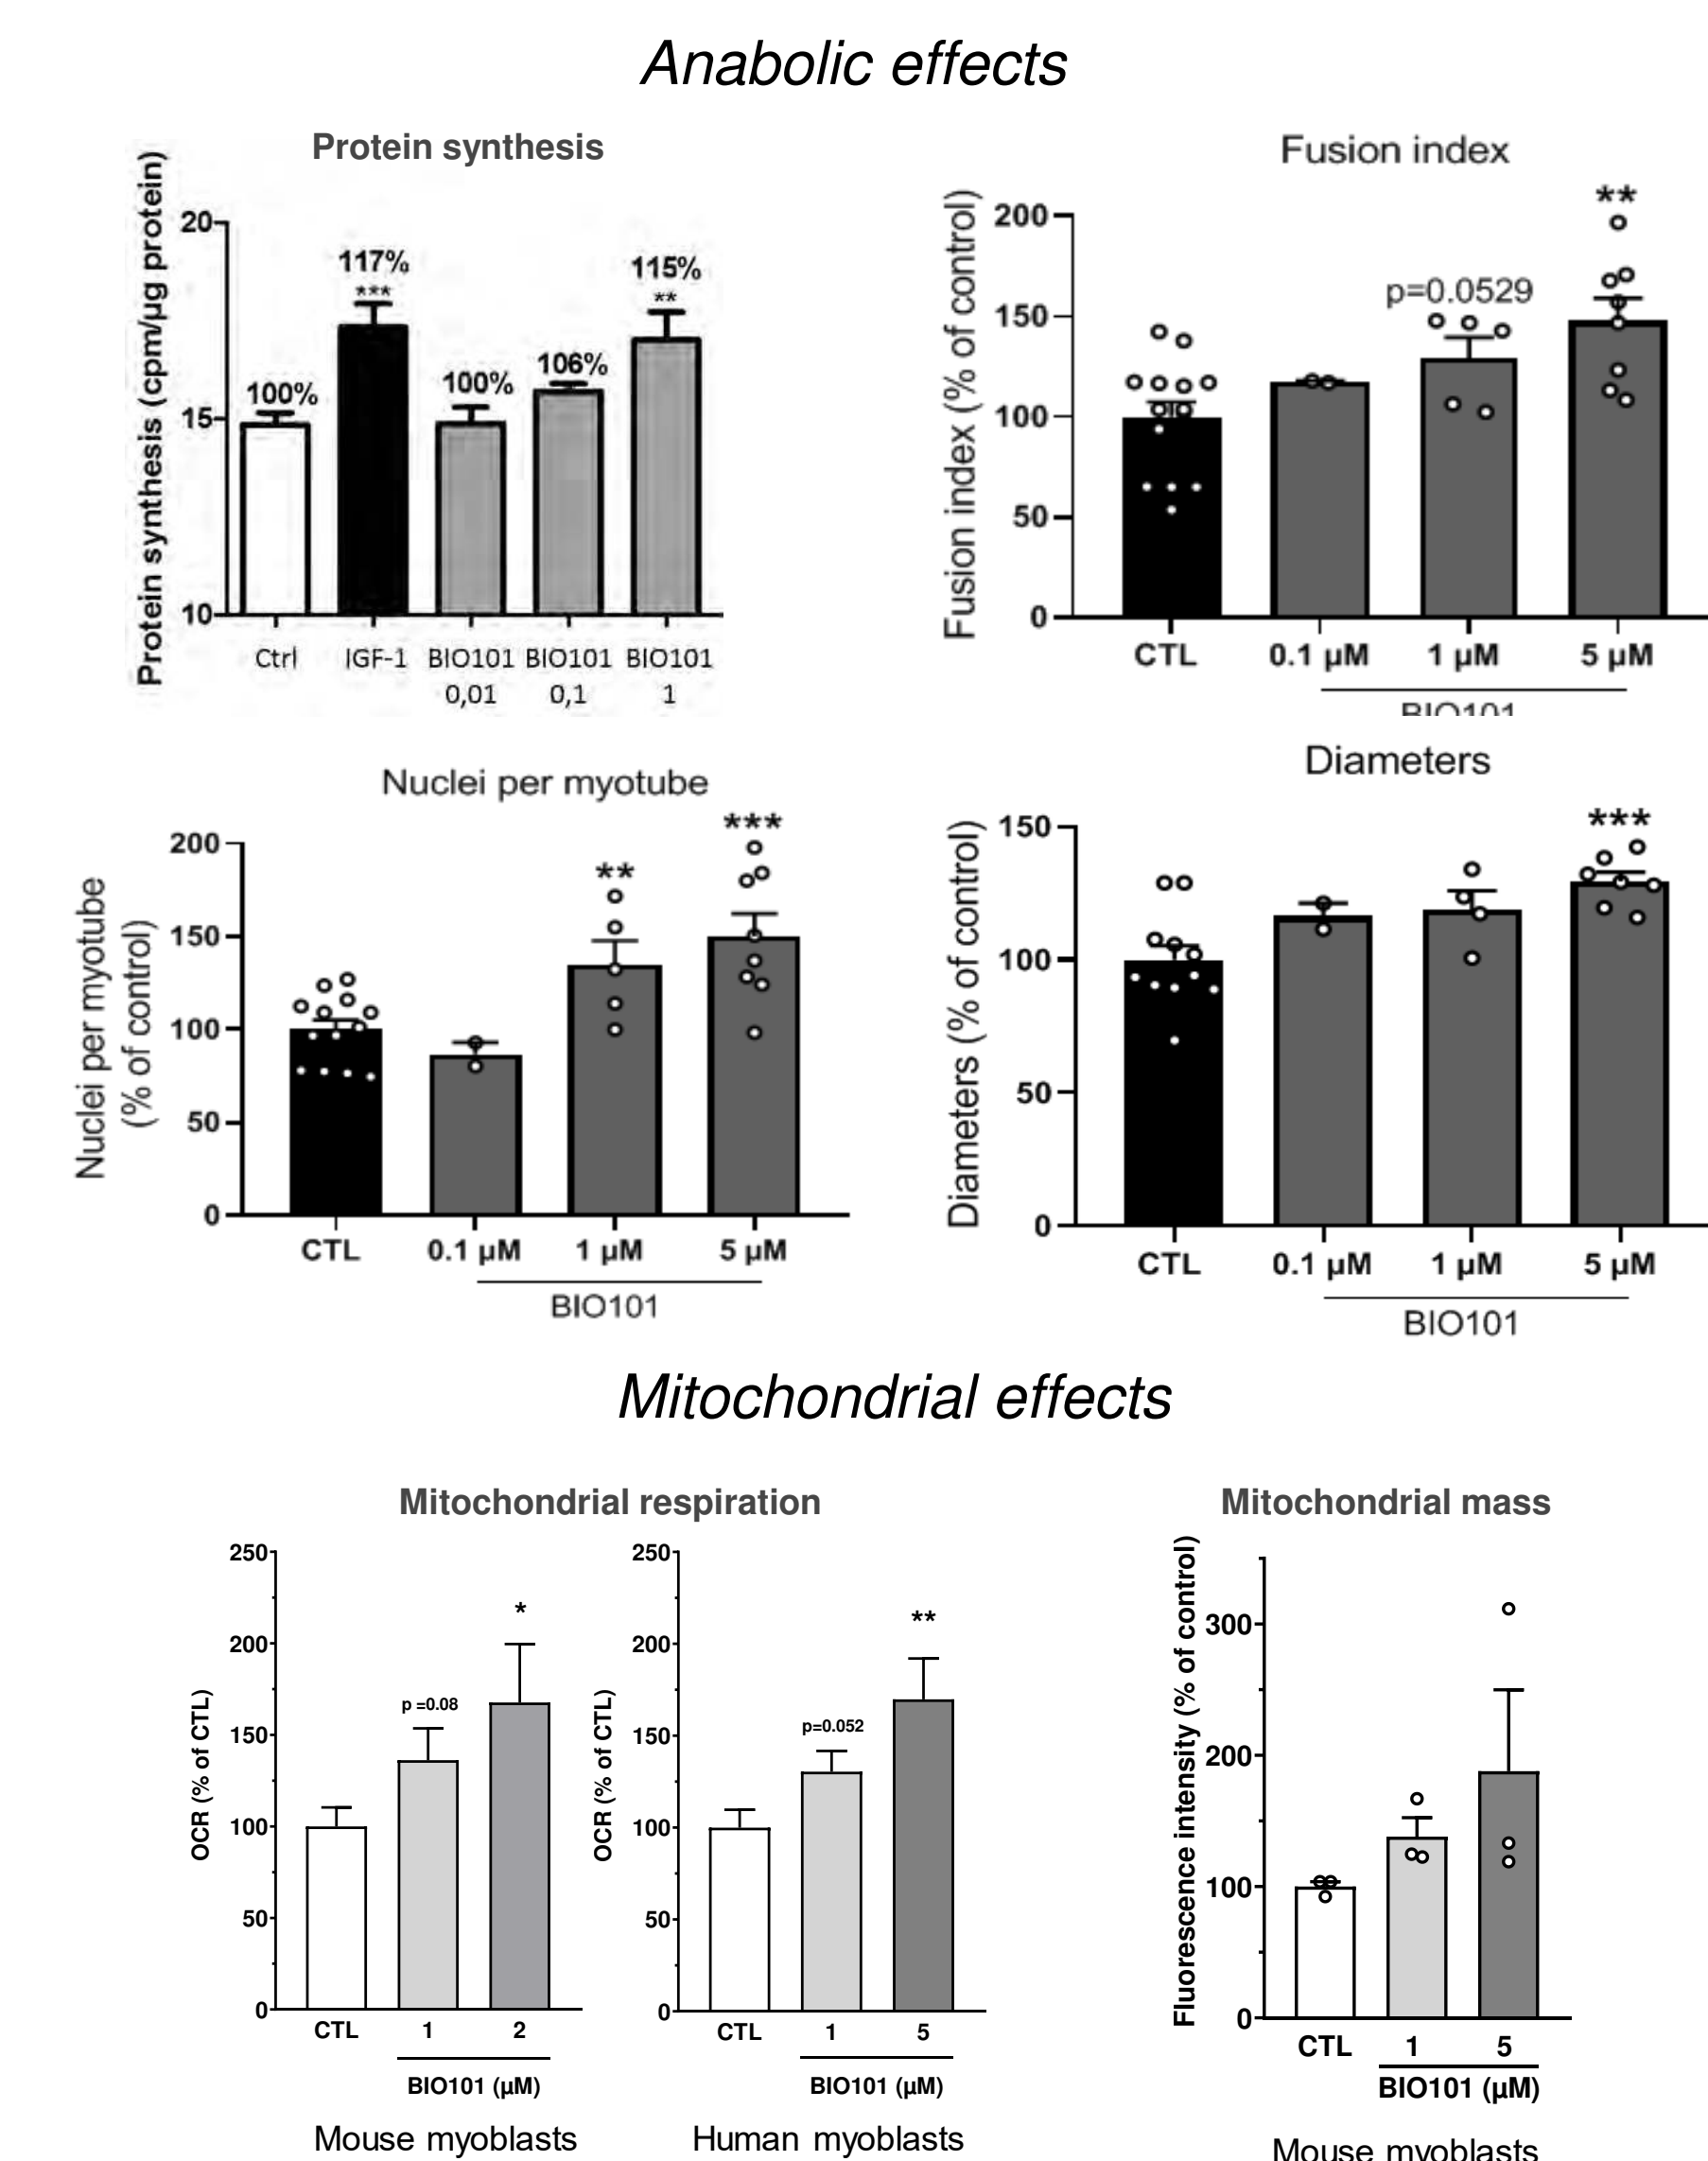 Anabolic effects
Protein synthesis
Protein synthesis (cpm/µg protein)
20
15
10
100%
117%
***
100%
106%
115%
**
Ctrl IGF-1 BIO101 BIO101 BIO101
0,01 0,1 1
Fusion index
Fusion index (% of control)
200
150
100
50
0
p=0.0529
**
CTL 0.1 µM 1 µM 5 µM
BIO101
Nuclei per myotube
Nuclei per myotube
(% of control)
200
150
100
50
0
**
***
CTL 0.1 µM 1 µM 5 µM
BIO101
Diameters
Diameters (% of control)
150
100
50
0
***
CTL 0.1 µM 1 µM 5 µM
BIO101
Mitochondrial effects
Mitochondrial respiration
OCR (% of CTL)
250
200
150
100
50
0
p =0.08
*
CTL 1 2
BIO101 (µM)
Mouse myoblasts
OCR (% of CTL)
250
200
150
100
50
0
p=0.052
**
CTL 1 5
BIO101 (µM)
Human myoblasts
Mitochondrial mass
Fluorescence intensity (% of control)
300
200
100
0
CTL 1 5
BIO101 (µM)
Mouse myoblasts